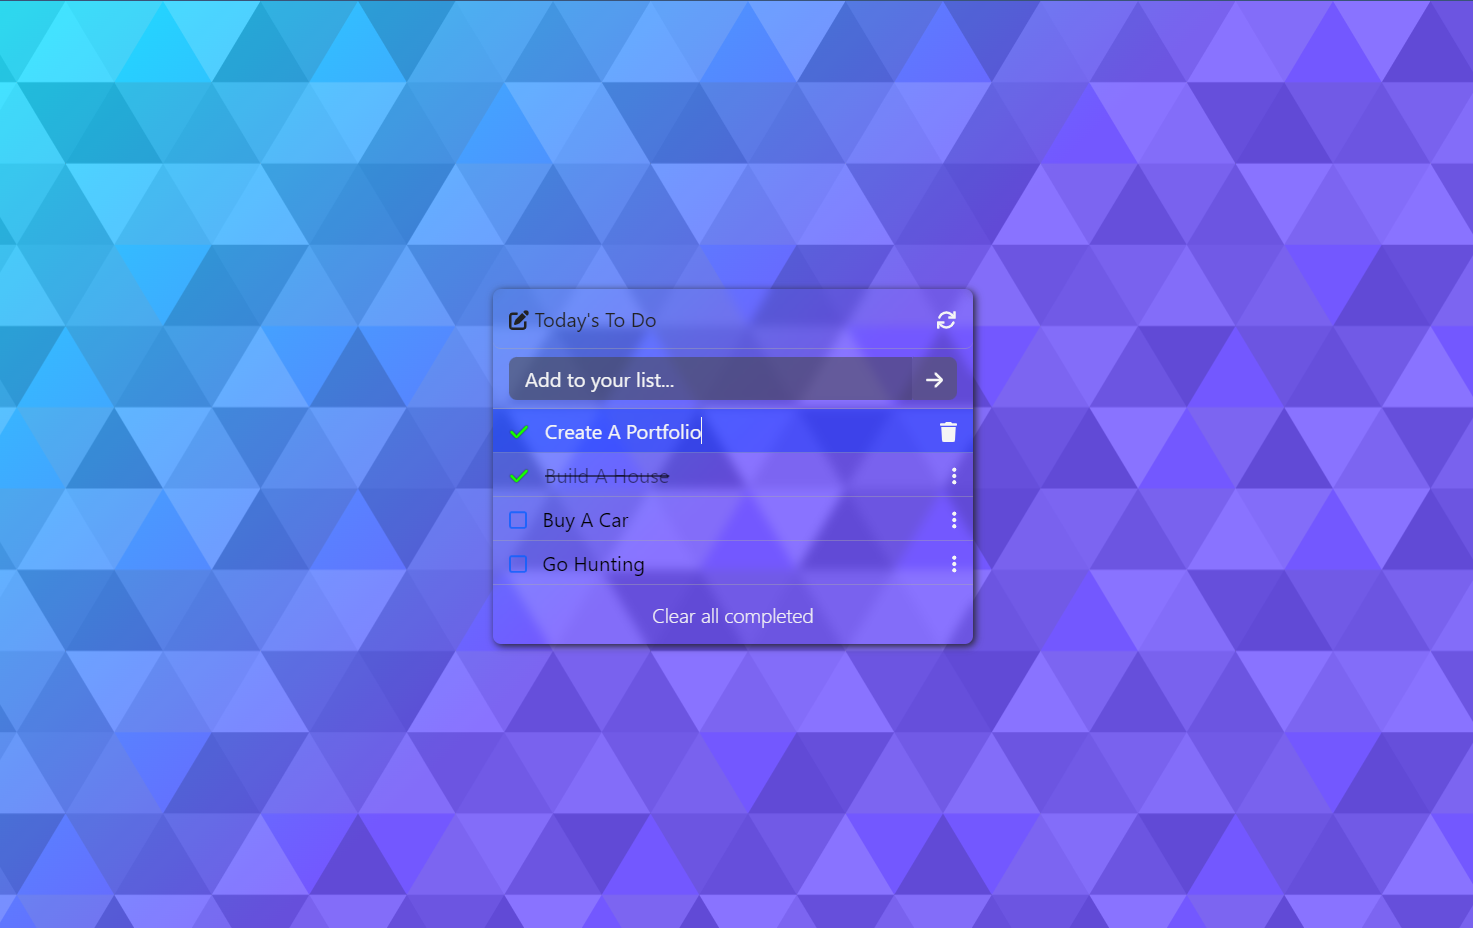 Today's To Do
Add to your list...
Create A Portfolio
Build A House
Buy A Car
Go Hunting
Clear all completed